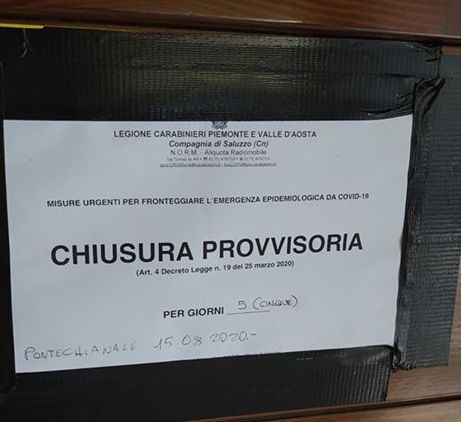 LEGIONE CARABINIERI PIEMONTE E VALLE D'AOSTA
Compagnia di Saluzzo (Cn)
N.O.R.M. - Aliquota Radiomobile
MISURE URGENTI PER FRONTEGGIARE L'EMERGENZA EPIDEMIOLOGICA DA COVID-19
CHIUSURA PROVVISORIA
(Art. 4 Decreto Legge n. 19 del 25 marzo 2020)
PER GIORNI 5 (CINQUE)
PONTECHIANALE 15.08.2020.-